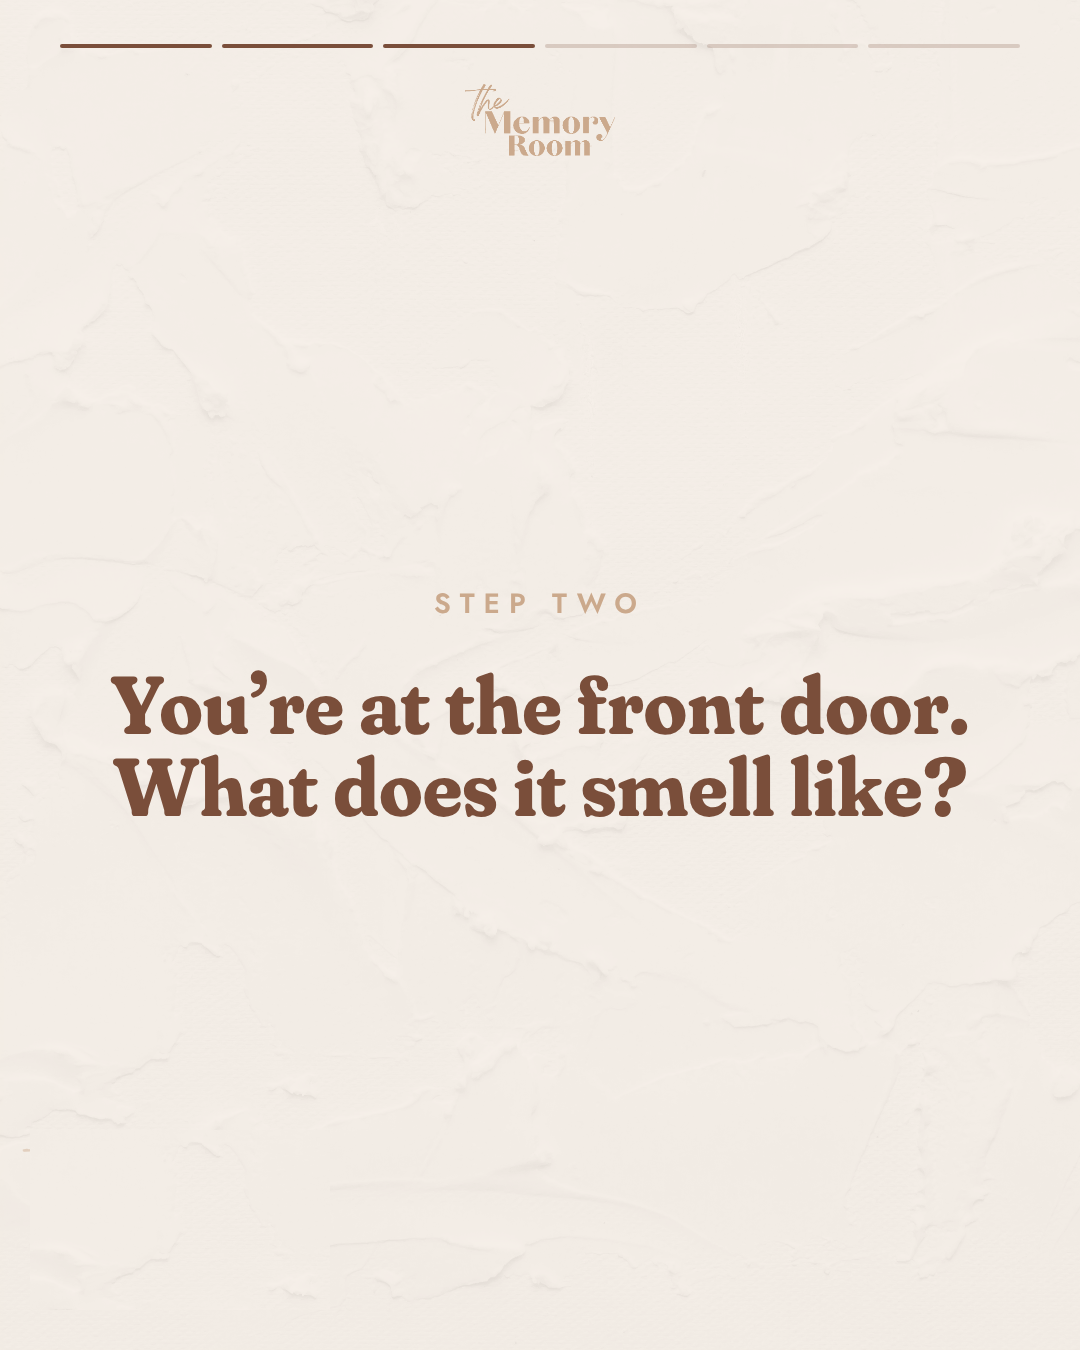 the
Memory
Room
STEP TWO
You’re at the front door.
What does it smell like?